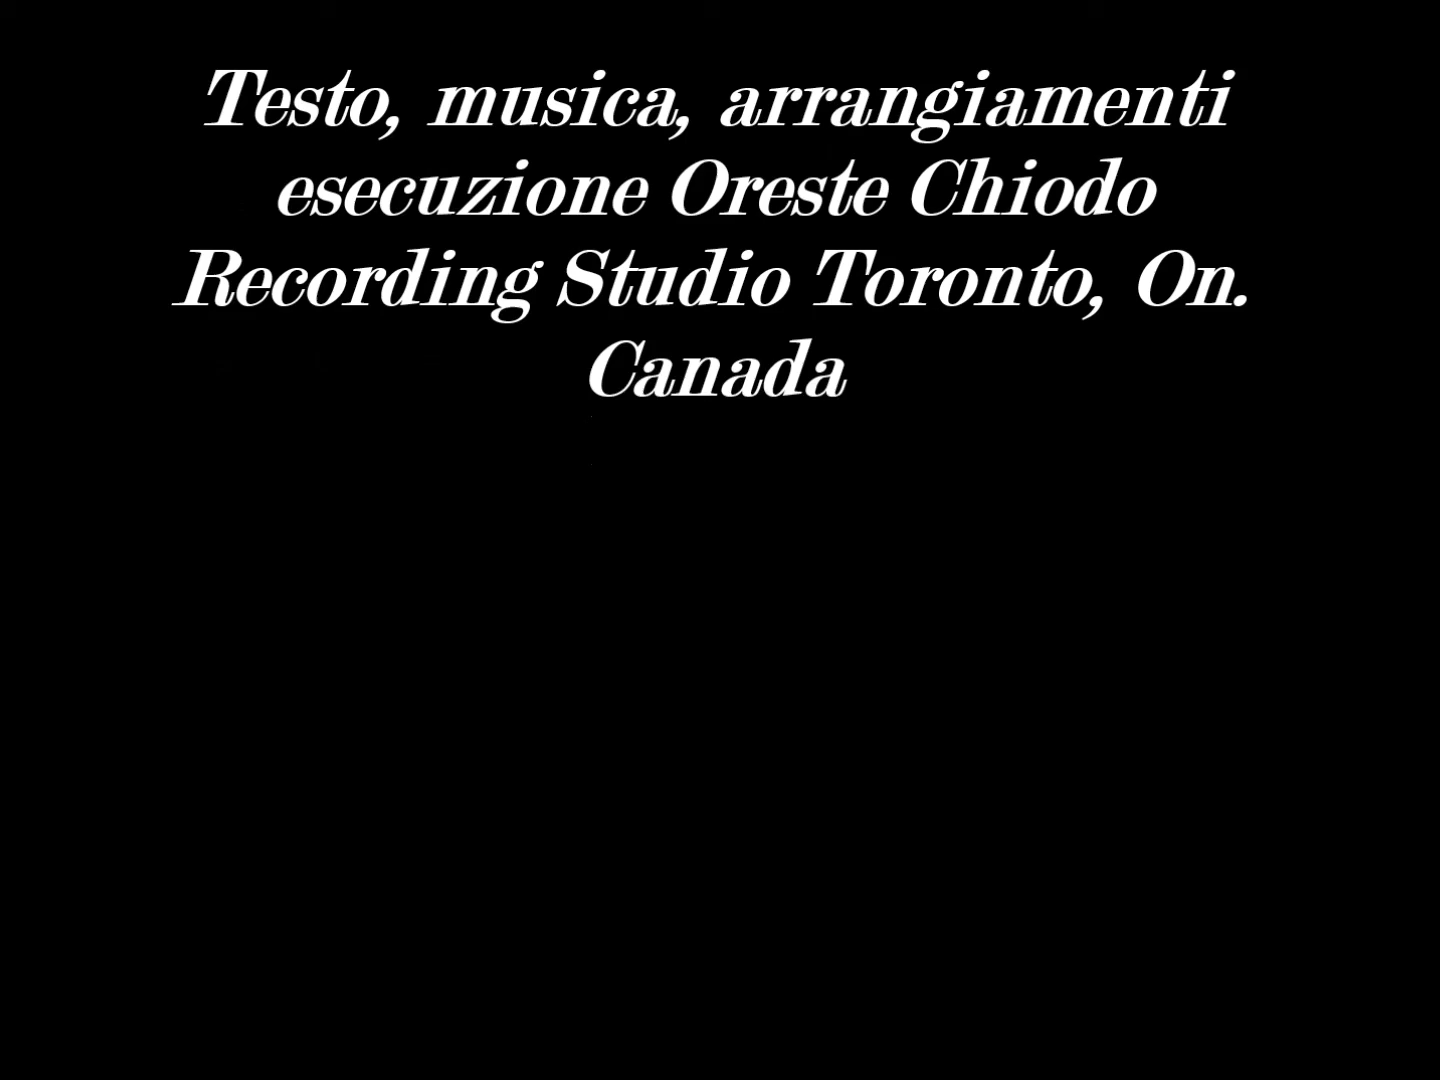 Testo, musica, arrangiamenti
esecuzione Oreste Chiodo
Recording Studio Toronto, On.
Canada